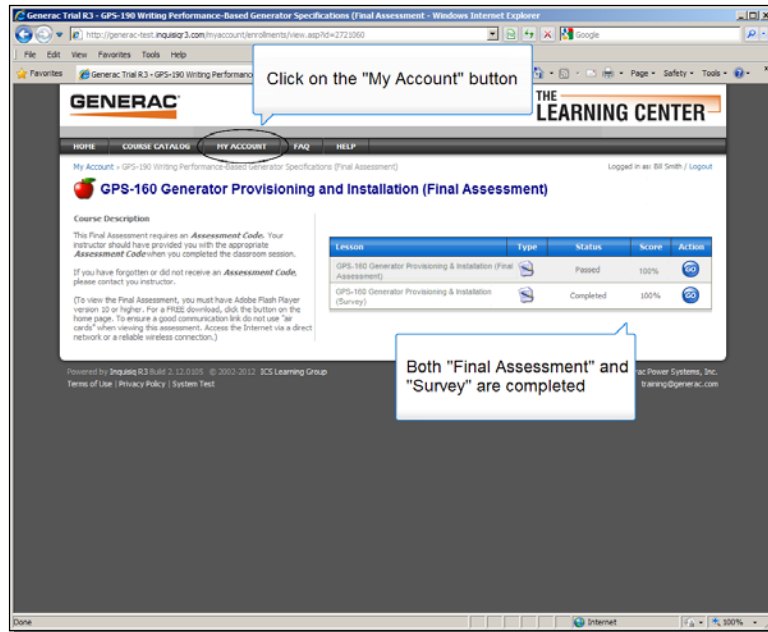 Generac Trial R3 - GPS-190 Writing Performance-Based Generator Specifications (Final Assessment - Windows Internet Explorer
http://generac-test.inquisiqr3.com/myaccount/enrollments/view.asp?id=2721060
Google
File Edit View Favorites Tools Help
Favorites Generac Trial R3 - GPS-190 Writing Performanc Page Safety Tools
Click on the "My Account" button
GENERAC
THE
LEARNING CENTER
HOME COURSE CATALOG MY ACCOUNT FAQ HELP
My Account » GPS-190 Writing Performance-Based Generator Specifications (Final Assessment) Logged in as: Bill Smith / Logout
GPS-160 Generator Provisioning and Installation (Final Assessment)
Course Description
This Final Assessment requires an Assessment Code. Your
instructor should have provided you with the appropriate
Assessment Code when you completed the classroom session.
If you have forgotten or did not receive an Assessment Code,
please contact you instructor.
(To view the Final Assessment, you must have Adobe Flash Player
version 10 or higher. For a FREE download, click the button on the
home page. To ensure a good communication link do not use "air
cards" when viewing this assessment. Access the Internet via a direct
network or a reliable wireless connection.)
Lesson Type Status Score Action
GPS-160 Generator Provisioning & Installation (Final
Assessment) Passed 100% GO
GPS-160 Generator Provisioning & Installation
(Survey) Completed 100% GO
Both "Final Assessment" and
"Survey" are completed
Powered by Inquisiq R3 Build 2.12.0105 © 2002-2012 ICS Learning Group Power Systems, Inc.
Terms of Use | Privacy Policy | System Test training@generac.com
Done Internet 100%